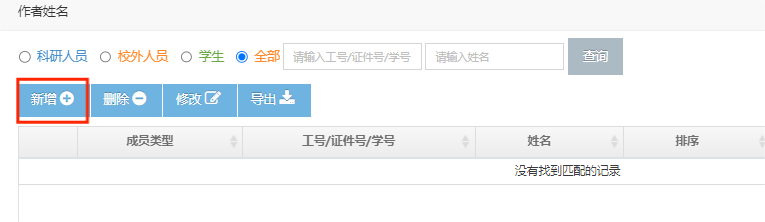 作者姓名
科研人员 校外人员 学生 全部 请输入工号/证件号/学号 请输入姓名 查询
新增 删除 修改 导出
成员类型 工号/证件号/学号 姓名 排序
没有找到匹配的记录